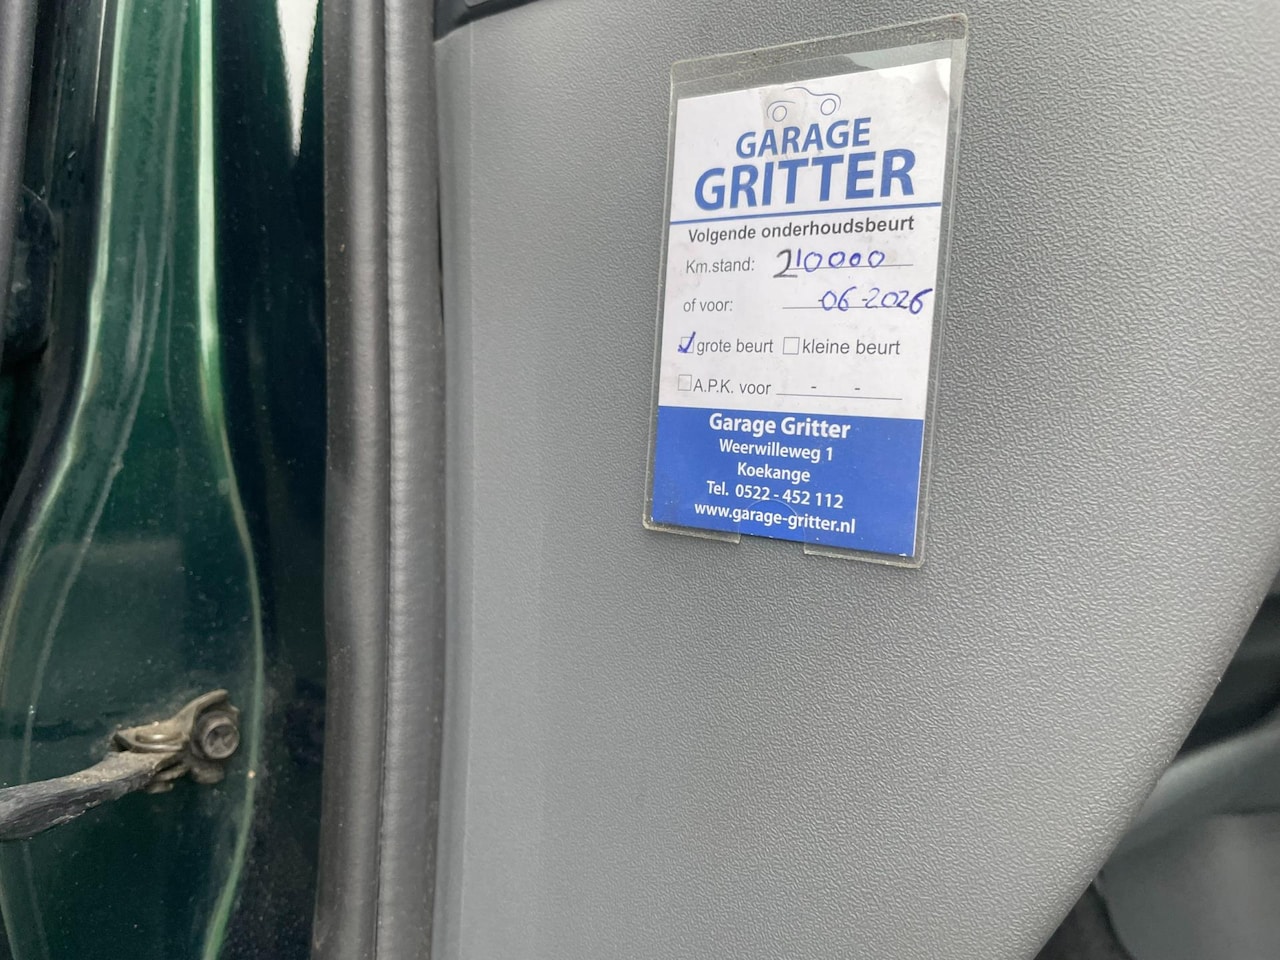 GARAGE
GRITTER
Volgende onderhoudsbeurt
Km.stand: 210000
of voor: 06-2026
grote beurt kleine beurt
A.P.K. voor - -
Garage Gritter
Weerwilleweg 1
Koekange
Tel. 0522 - 452 112
www.garage-gritter.nl